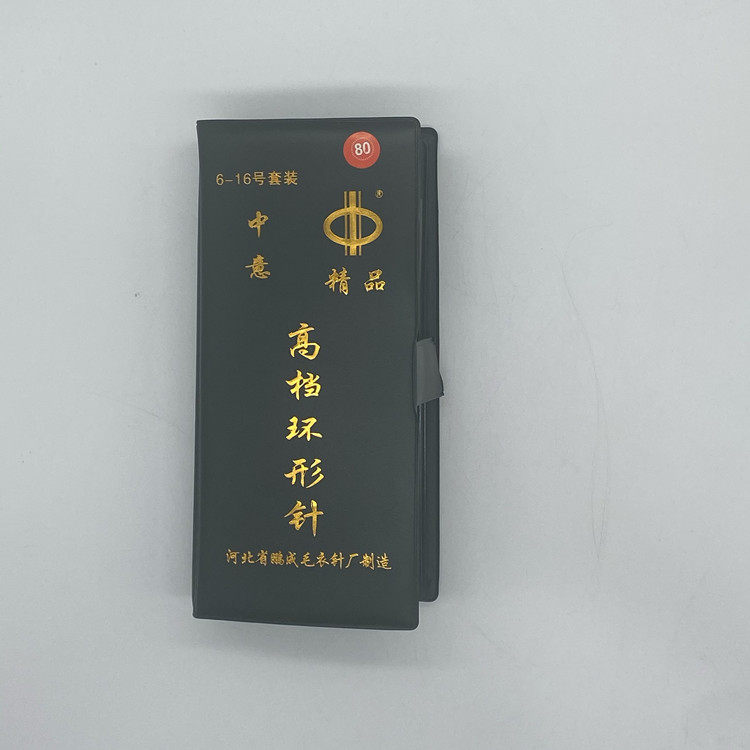 80
6-16号套装
中意
®
精品
高档环形针
河北省鹏成毛衣针厂制造